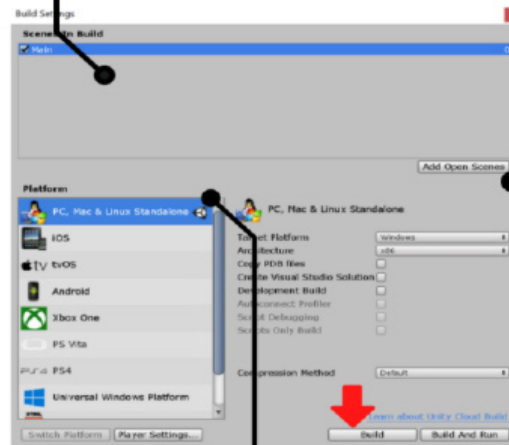 Build Settings
Scenes In Build
Main 0
Add Open Scenes
Platform
PC, Mac & Linux Standalone
iOS
tv tvOS
Android
Xbox One
PS Vita
PS4 PS4
Universal Windows Platform
Switch Platform Player Settings...
PC, Mac & Linux Standalone
Target Platform Windows
Architecture x86
Copy PDB files
Create Visual Studio Solution
Development Build
Autoconnect Profiler
Script Debugging
Scripts Only Build
Compression Method Default
Learn about Unity Cloud Build
Build Build And Run